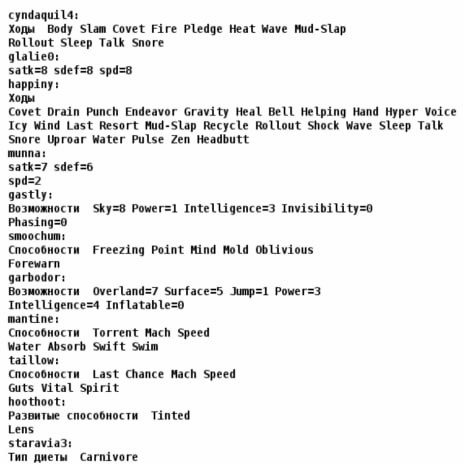 cyndaquil4:
Ходы  Body Slam Covet Fire Pledge Heat Wave Mud-Slap
Rollout Sleep Talk Snore
glalie0:
satk=8 sdef=8 spd=8
happiny:
Ходы
Covet Drain Punch Endeavor Gravity Heal Bell Helping Hand Hyper Voice
Icy Wind Last Resort Mud-Slap Recycle Rollout Shock Wave Sleep Talk
Snore Uproar Water Pulse Zen Headbutt
munna:
satk=7 sdef=6
spd=2
gastly:
Возможности  Sky=8 Power=1 Intelligence=3 Invisibility=0
Phasing=0
smoochum:
Способности  Freezing Point Mind Mold Oblivious
Forewarn
garbodor:
Возможности  Overland=7 Surface=5 Jump=1 Power=3
Intelligence=4 Inflatable=0
mantine:
Способности  Torrent Mach Speed
Water Absorb Swift Swim
taillow:
Способности  Last Chance Mach Speed
Guts Vital Spirit
hoothoot:
Развитые способности  Tinted
Lens
staravia3:
Тип диеты  Carnivore